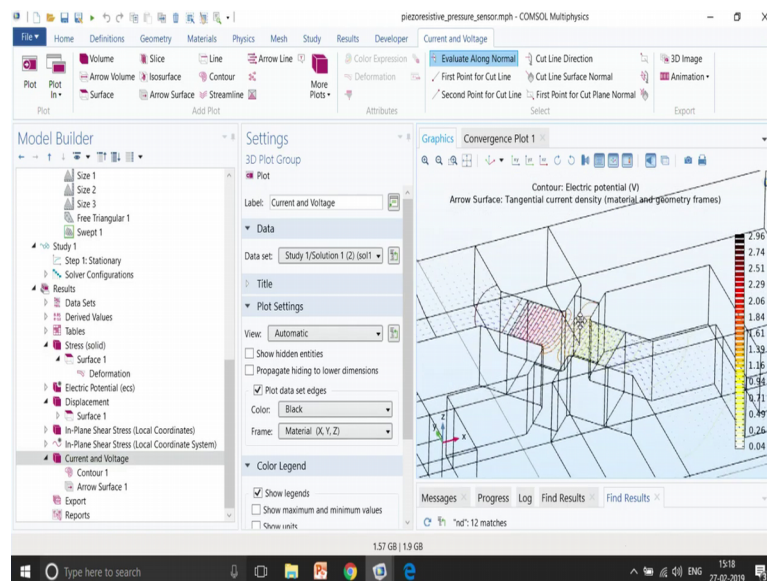 piezoresistive_pressure_sensor.mph - COMSOL Multiphysics
File Home Definitions Geometry Materials Physics Mesh Study Results Developer Current and Voltage
Volume Slice Line Arrow Line Color Expression Evaluate Along Normal Cut Line Direction 3D Image
Plot Plot In Arrow Volume Isosurface Contour More Plots Deformation First Point for Cut Line Cut Line Surface Normal Animation
Surface Arrow Surface Streamline Second Point for Cut Line First Point for Cut Plane Normal
Plot Add Plot Attributes Select Export
Model Builder
Size 1
Size 2
Size 3
Free Triangular 1
Swept 1
Study 1
Step 1: Stationary
Solver Configurations
Results
Data Sets
Derived Values
Tables
Stress (solid)
Surface 1
Deformation
Electric Potential (ecs)
Displacement
Surface 1
In-Plane Shear Stress (Local Coordinates)
In-Plane Shear Stress (Local Coordinate System)
Current and Voltage
Contour 1
Arrow Surface 1
Export
Reports
Settings
3D Plot Group
Plot
Label: Current and Voltage
Data
Data set: Study 1/Solution 1 (2) (sol1
Title
Plot Settings
View: Automatic
Show hidden entities
Propagate hiding to lower dimensions
Plot data set edges
Color: Black
Frame: Material (X, Y, Z)
Color Legend
Show legends
Show maximum and minimum values
Show units
Graphics Convergence Plot 1
Contour: Electric potential (V)
Arrow Surface: Tangential current density (material and geometry frames)
2.96
2.74
2.51
2.29
2.06
1.84
1.61
1.39
1.16
0.94
0.71
0.49
0.26
0.04
z
y
x
Messages Progress Log Find Results Find Results
"nd": 12 matches
1.57 GB | 1.9 GB
Type here to search
ENG
15:18
27-02-2019